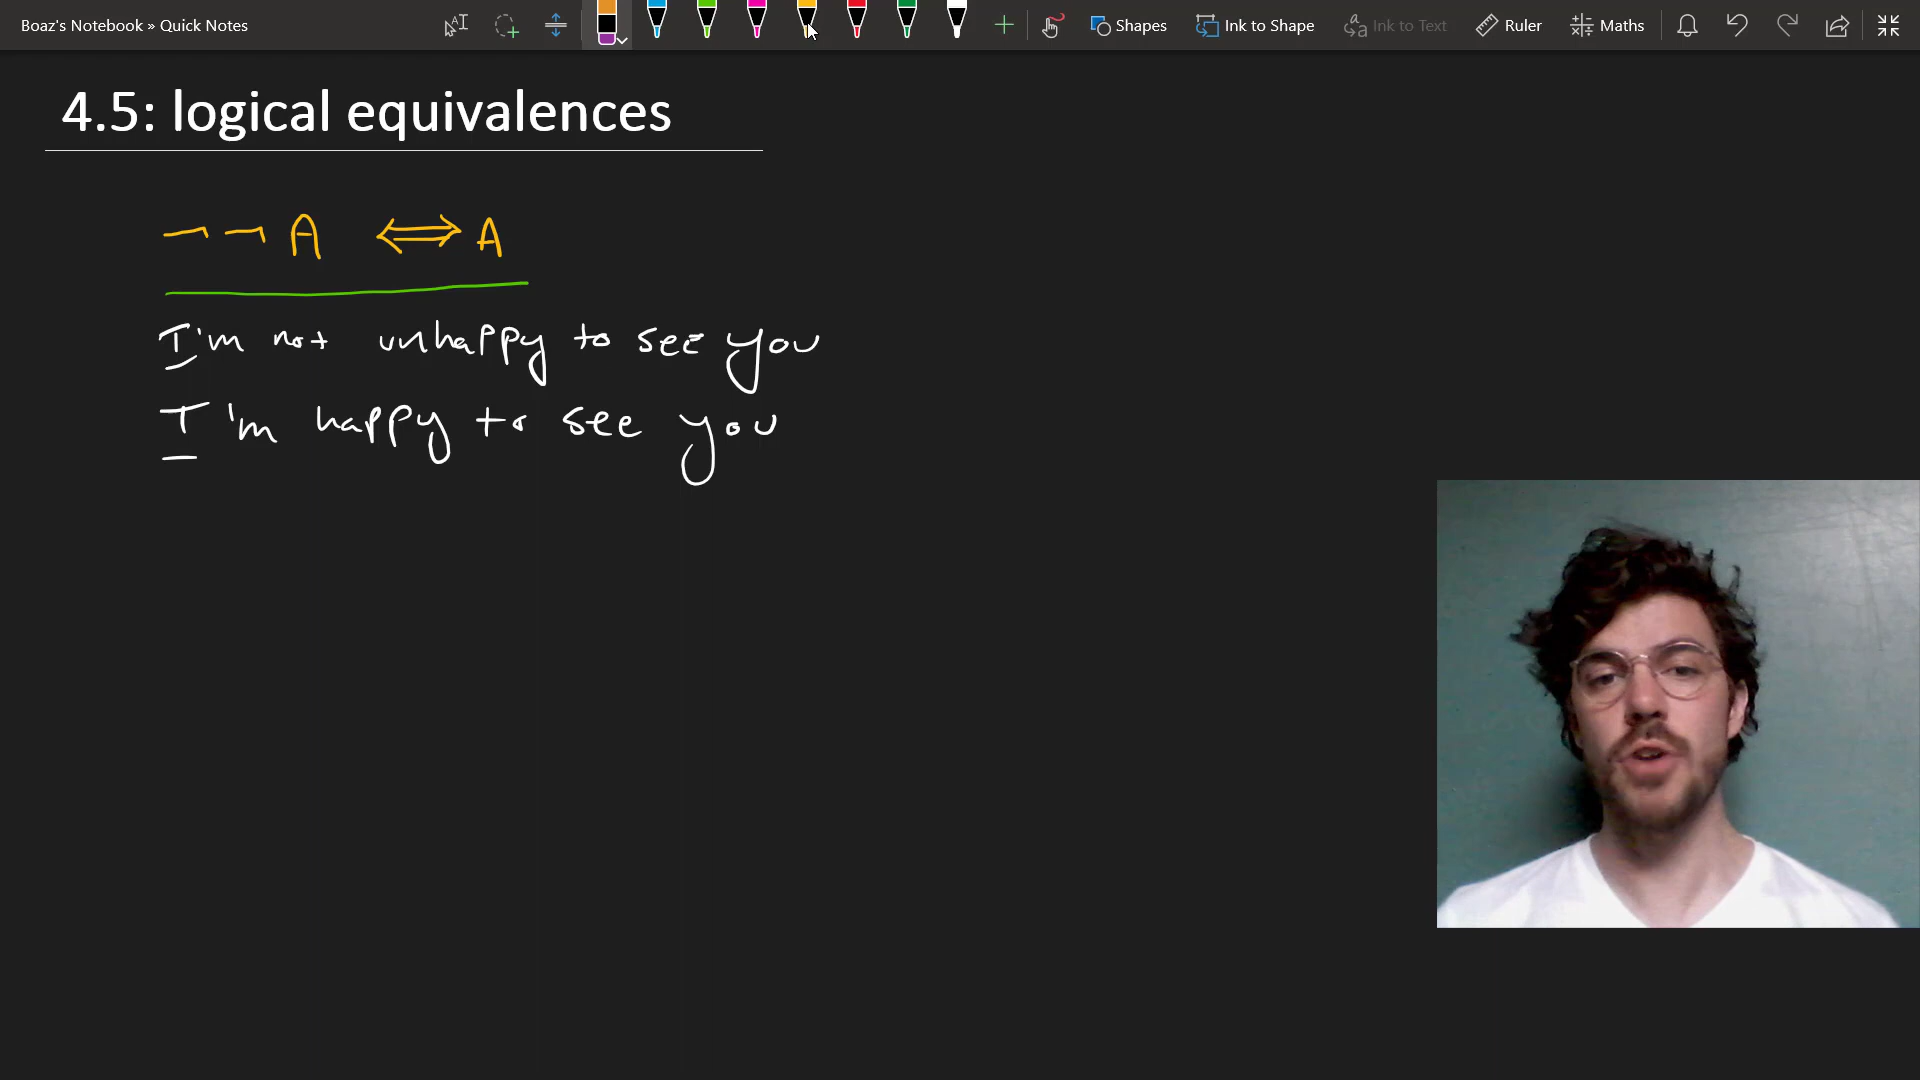 Boaz's Notebook » Quick Notes
Shapes
Ink to Shape
Ink to Text
Ruler
Maths
4.5: logical equivalences
¬ ¬ A ⇔ A
I'm not unhappy to see you
I'm happy to see you